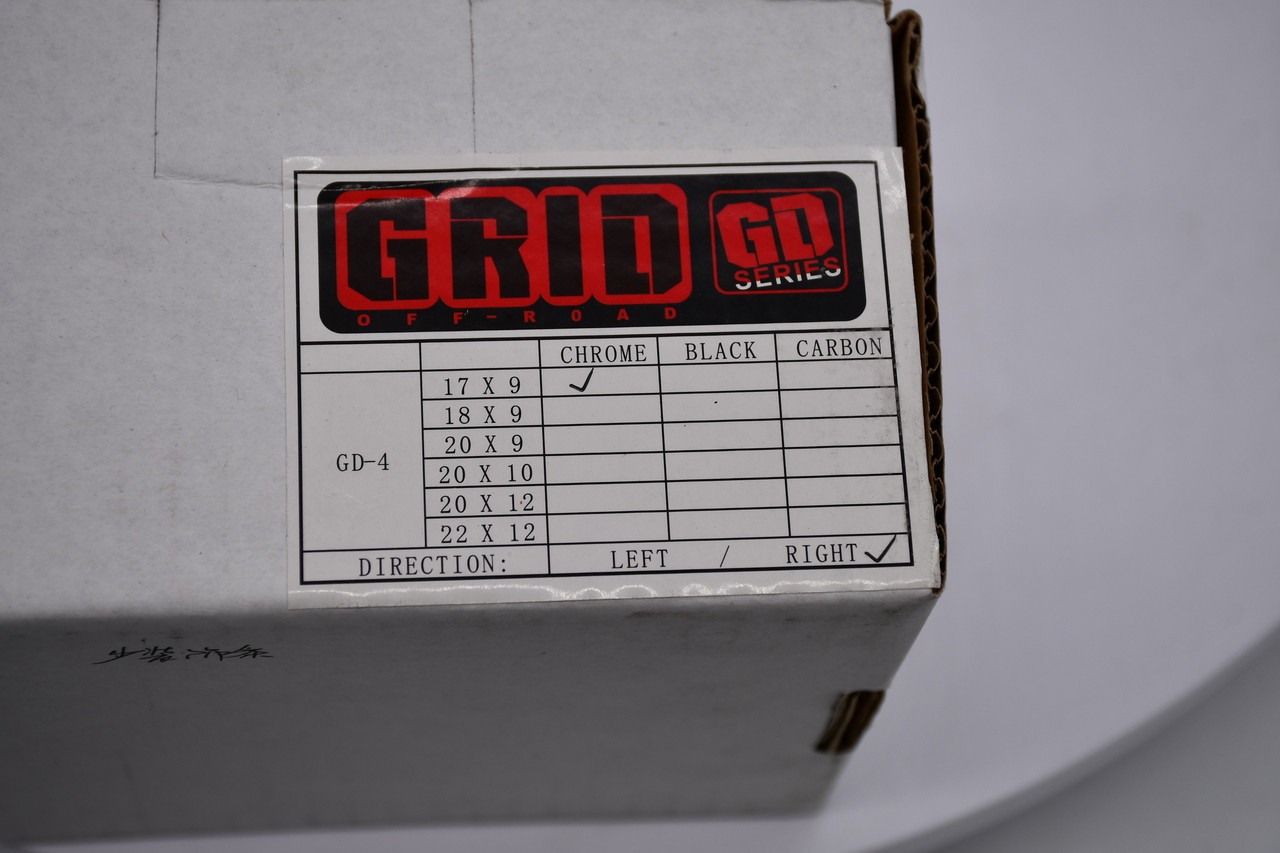 GRID
OFF-ROAD
GD
SERIES
CHROME BLACK CARBON
17 X 9 ✓
18 X 9
20 X 9
GD-4
20 X 10
20 X 12
22 X 12
DIRECTION: LEFT / RIGHT ✓